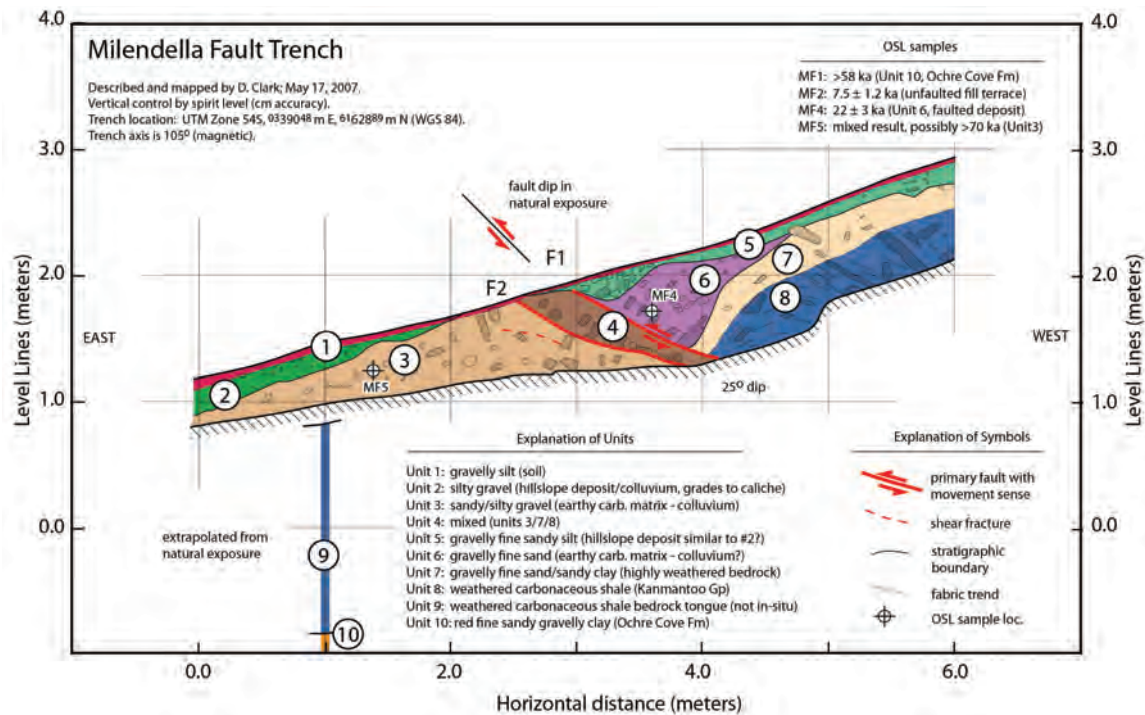 Milendella Fault Trench
Described and mapped by D. Clark; May 17, 2007.
Vertical control by spirit level (cm accuracy).
Trench location: UTM Zone 54S, 0339048 m E, 6162889 m N (WGS 84).
Trench axis is 105º (magnetic).
OSL samples
MF1: >58 ka (Unit 10, Ochre Cove Fm)
MF2: 7.5 ± 1.2 ka (unfaulted fill terrace)
MF4: 22 ± 3 ka (Unit 6, faulted deposit)
MF5: mixed result, possibly >70 ka (Unit3)
4.0
3.0
2.0
1.0
0.0
Level Lines (meters)
4.0
3.0
2.0
1.0
0.0
Level Lines (meters)
fault dip in
natural exposure
F1
F2
EAST
WEST
1
2
3
MF5
4
5
6
MF4
7
8
25º dip
extrapolated from
natural exposure
9
10
Explanation of Units
Unit 1: gravelly silt (soil)
Unit 2: silty gravel (hillslope deposit/colluvium, grades to caliche)
Unit 3: sandy/silty gravel (earthy carb. matrix - colluvium)
Unit 4: mixed (units 3/7/8)
Unit 5: gravelly fine sandy silt (hillslope deposit similar to #2?)
Unit 6: gravelly fine sand (earthy carb. matrix - colluvium?)
Unit 7: gravelly fine sand/sandy clay (highly weathered bedrock)
Unit 8: weathered carbonaceous shale (Kanmantoo Gp)
Unit 9: weathered carbonaceous shale bedrock tongue (not in-situ)
Unit 10: red fine sandy gravelly clay (Ochre Cove Fm)
Explanation of Symbols
primary fault with
movement sense
shear fracture
stratigraphic
boundary
fabric trend
OSL sample loc.
0.0 1.0 2.0 3.0 4.0 5.0 6.0
Horizontal distance (meters)